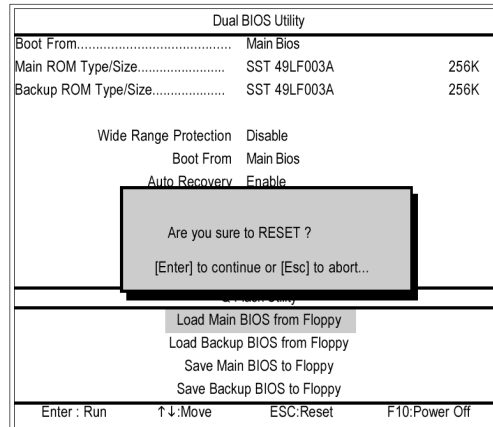 Dual BIOS Utility
Boot From.......................................... Main Bios
Main ROM Type/Size........................ SST 49LF003A 256K
Backup ROM Type/Size.................... SST 49LF003A 256K
Wide Range Protection Disable
Boot From Main Bios
Auto Recovery Enable
Are you sure to RESET ?
[Enter] to continue or [Esc] to abort...
Utility
Load Main BIOS from Floppy
Load Backup BIOS from Floppy
Save Main BIOS to Floppy
Save Backup BIOS to Floppy
Enter : Run ↑↓:Move ESC:Reset F10:Power Off